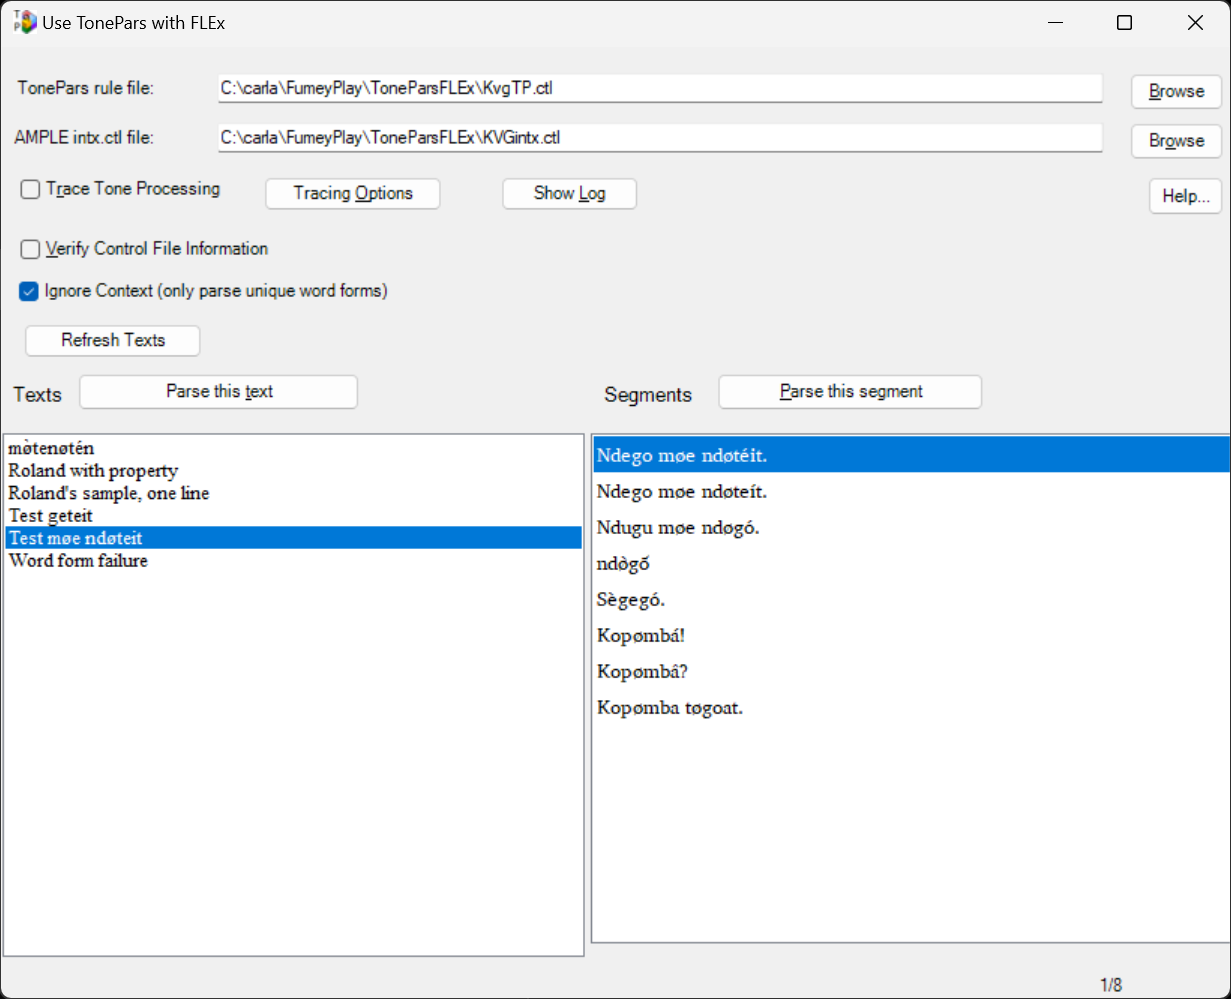 Use TonePars with FLEx
TonePars rule file: C:\carla\FumeyPlay\ToneParsFLEx\KvgTP.ctl Browse
AMPLE intx.ctl file: C:\carla\FumeyPlay\ToneParsFLEx\KVGintx.ctl Browse
Trace Tone Processing Tracing Options Show Log Help...
Verify Control File Information
Ignore Context (only parse unique word forms)
Refresh Texts
Texts Parse this text Segments Parse this segment
mø̀tenøtén
Roland with property
Roland's sample, one line
Test geteit
Test møe ndøteit
Word form failure
Ndego møe ndøtéit.
Ndego møe ndøteít.
Ndugu møe ndøgó.
ndø̀gő
Sègegó.
Kopømbá!
Kopømbâ?
Kopømba tøgoat.
1/8